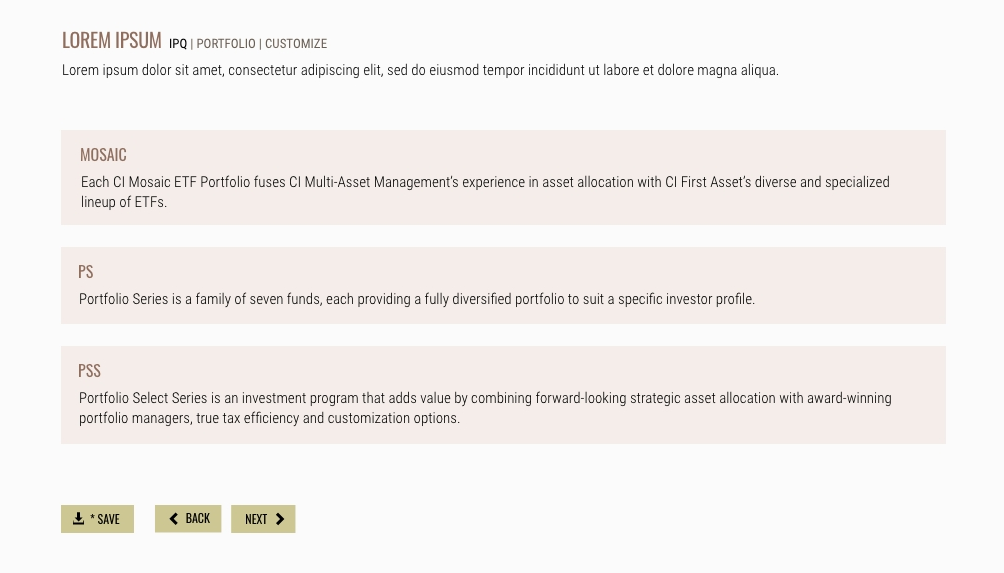 LOREM IPSUM IPQ | PORTFOLIO | CUSTOMIZE
Lorem ipsum dolor sit amet, consectetur adipiscing elit, sed do eiusmod tempor incididunt ut labore et dolore magna aliqua.
MOSAIC
Each CI Mosaic ETF Portfolio fuses CI Multi-Asset Management’s experience in asset allocation with CI First Asset’s diverse and specialized
lineup of ETFs.
PS
Portfolio Series is a family of seven funds, each providing a fully diversified portfolio to suit a specific investor profile.
PSS
Portfolio Select Series is an investment program that adds value by combining forward-looking strategic asset allocation with award-winning
portfolio managers, true tax efficiency and customization options.
* SAVE BACK NEXT